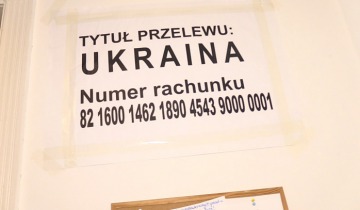 TYTUŁ PRZELEWU:
UKRAINA
Numer rachunku
82 1600 1462 1890 4543 9000 0001